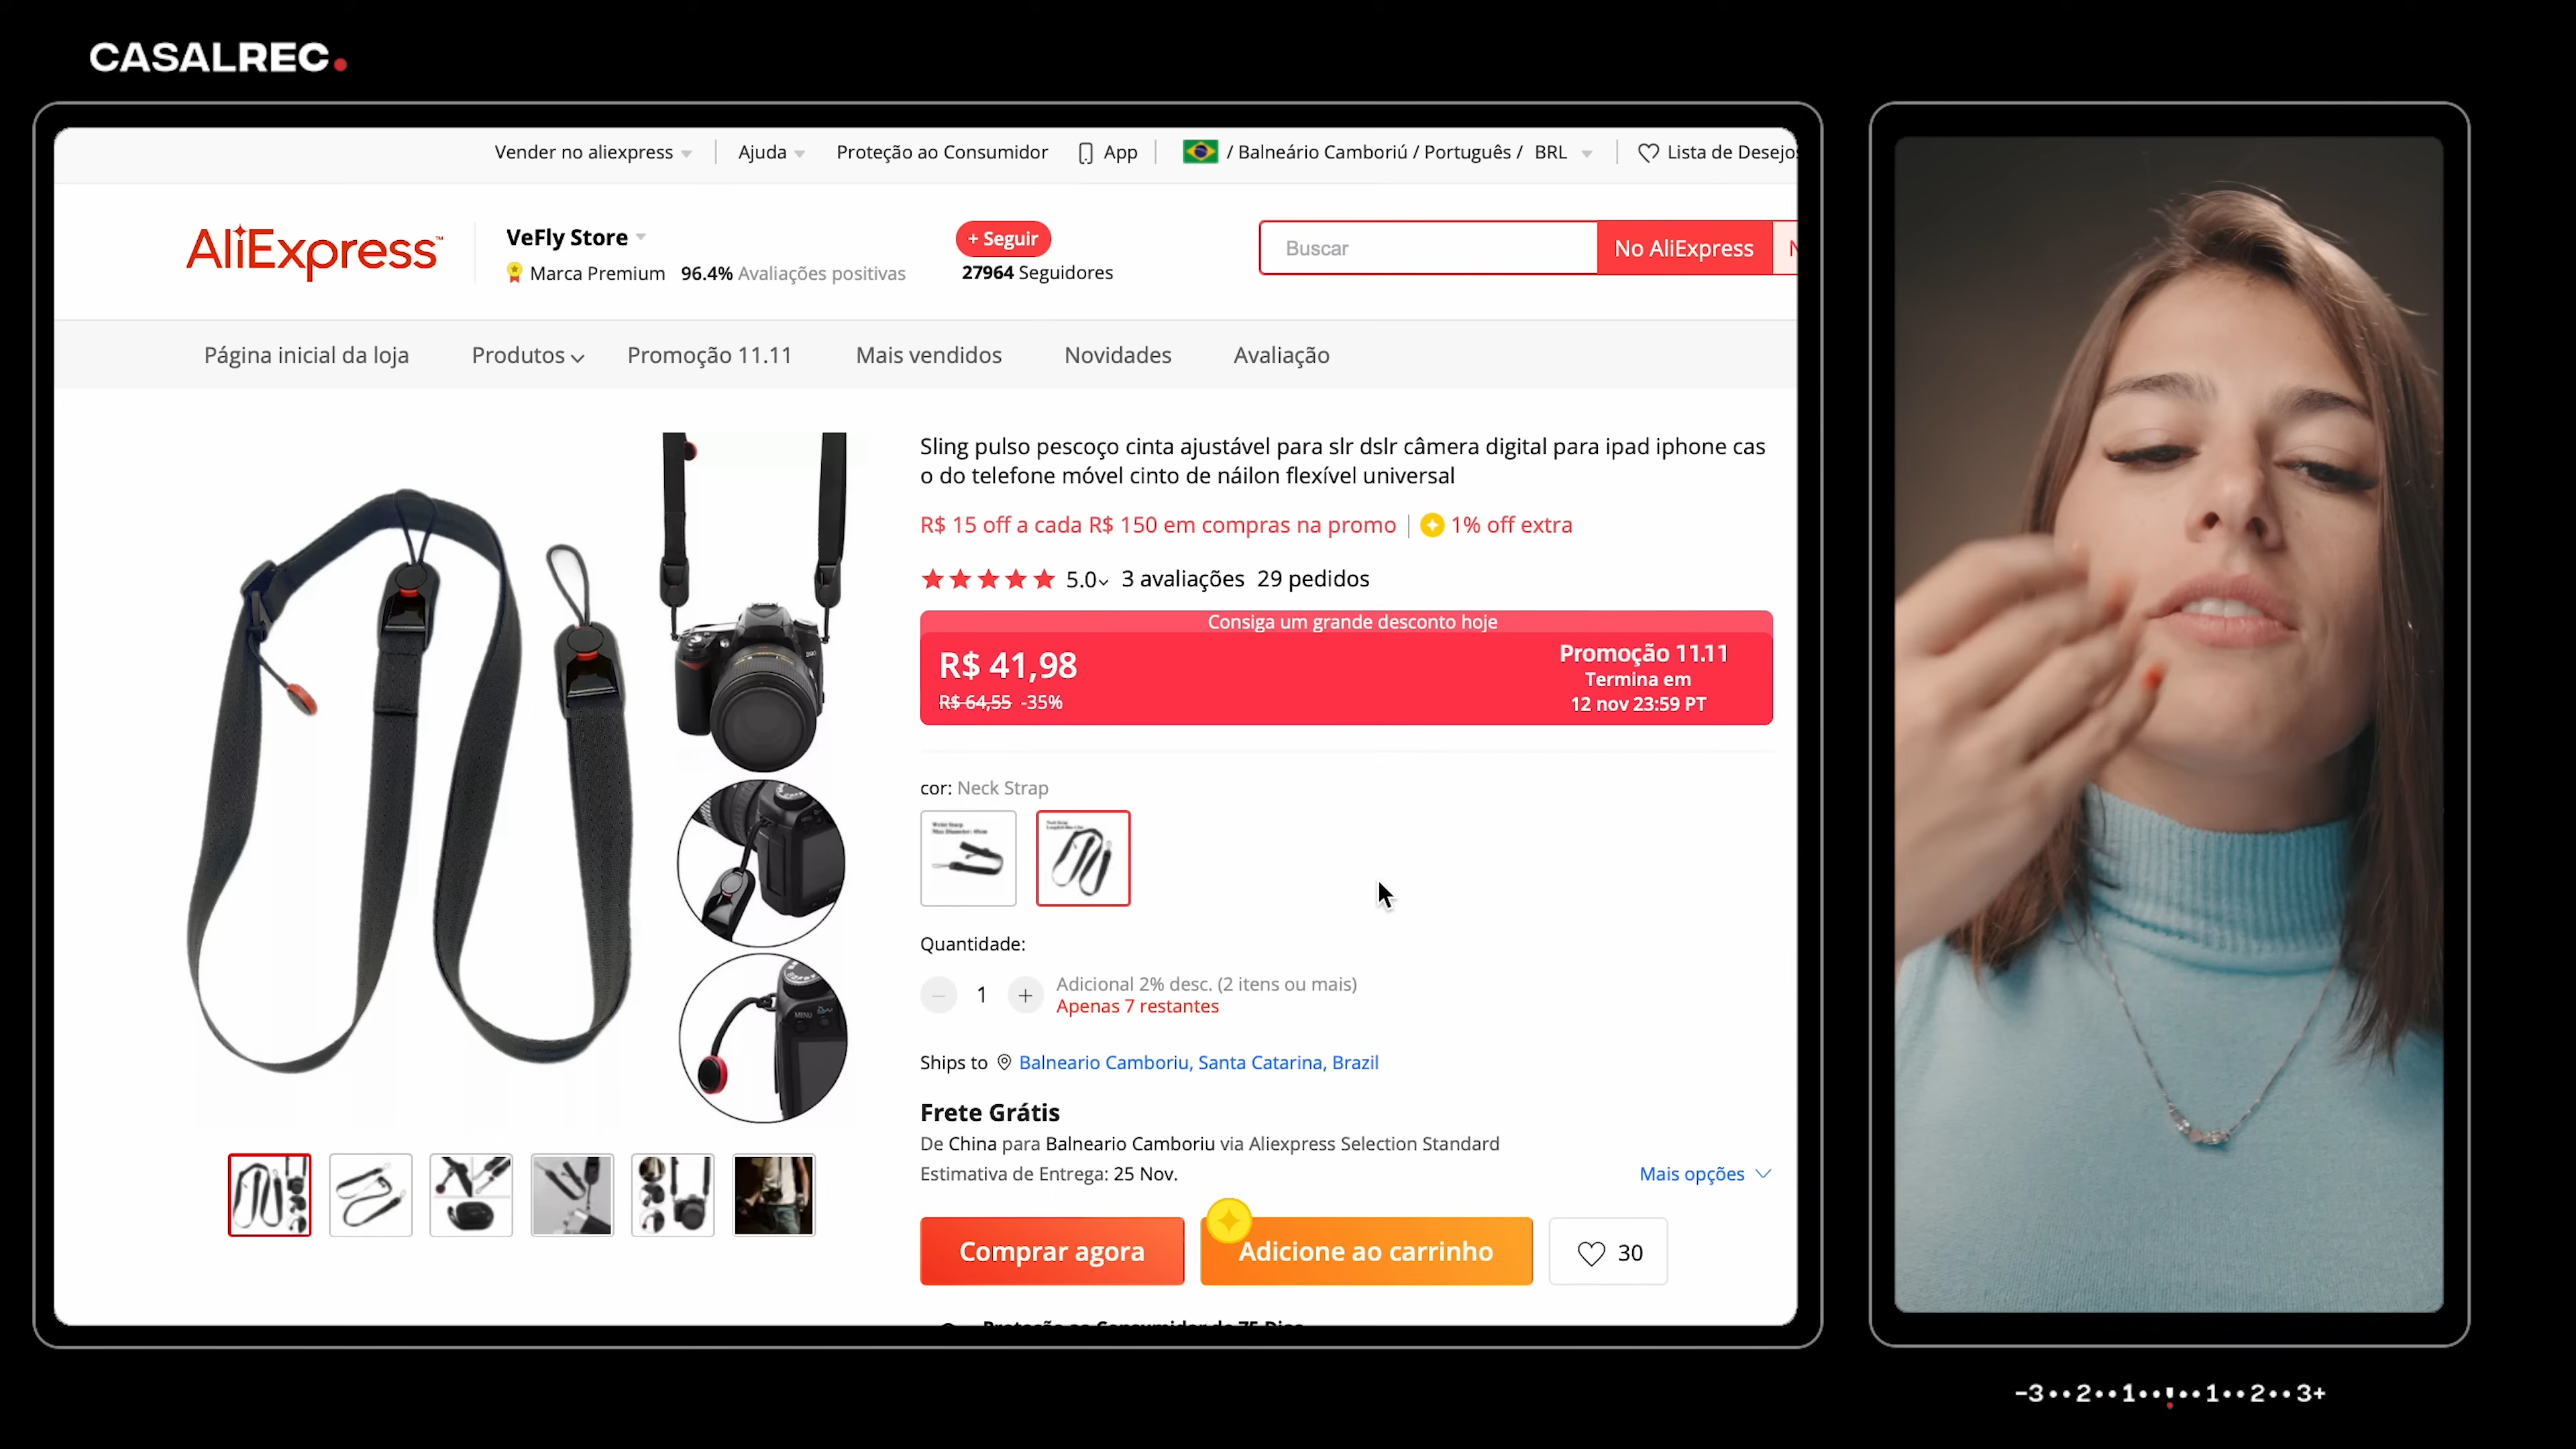 CASALREC.
Vender no aliexpress
Ajuda
Proteção ao Consumidor
App
/ Balneário Camboriú / Português / BRL
Lista de Desejos
AliExpress™
VeFly Store
Marca Premium 96.4% Avaliações positivas
+ Seguir
27964 Seguidores
Buscar
No AliExpress
Página inicial da loja
Produtos
Promoção 11.11
Mais vendidos
Novidades
Avaliação
Sling pulso pescoço cinta ajustável para slr dslr câmera digital para ipad iphone cas
o do telefone móvel cinto de náilon flexível universal
R$ 15 off a cada R$ 150 em compras na promo
1% off extra
5.0
3 avaliações 29 pedidos
Consiga um grande desconto hoje
R$ 41,98
R$ 64,55 -35%
Promoção 11.11
Termina em
12 nov 23:59 PT
cor: Neck Strap
Quantidade:
1
Adicional 2% desc. (2 itens ou mais)
Apenas 7 restantes
Ships to Balneario Camboriu, Santa Catarina, Brazil
Frete Grátis
De China para Balneario Camboriu via Aliexpress Selection Standard
Estimativa de Entrega: 25 Nov.
Mais opções
Comprar agora
Adicione ao carrinho
30
MENU
-3••2••1••!••1••2••3+